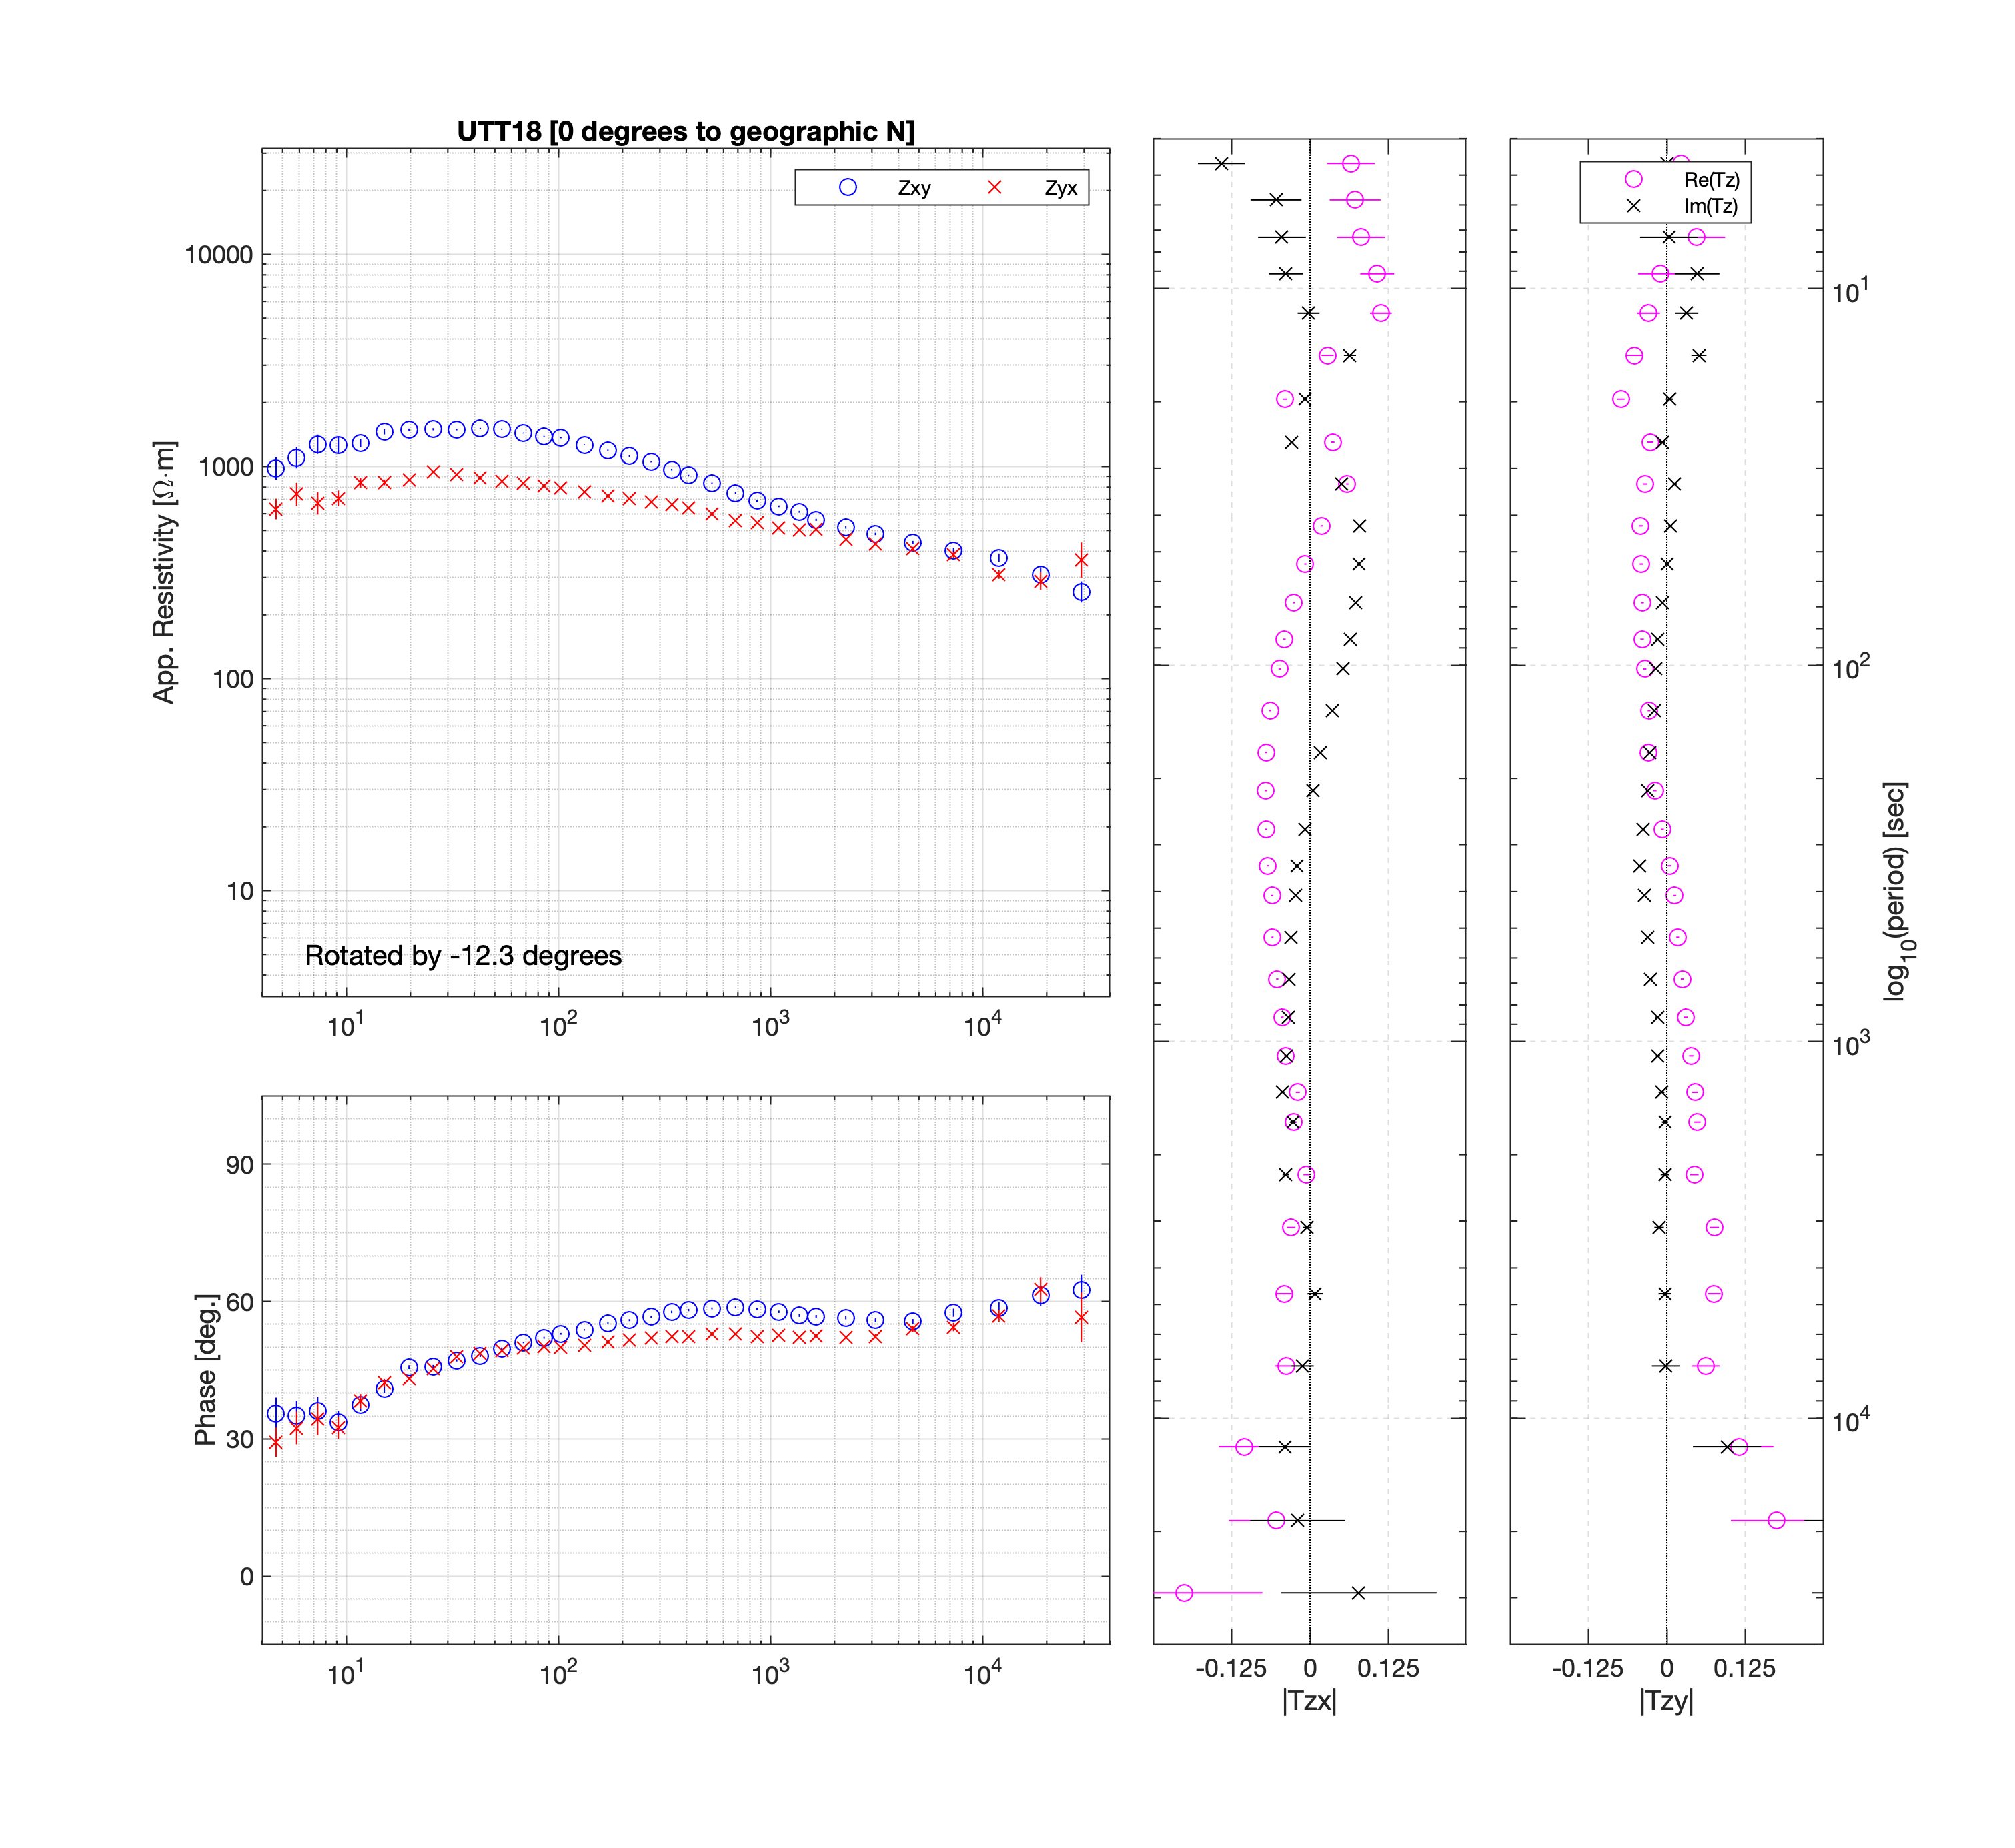 UTT18 [0 degrees to geographic N]
Zxy Zyx
App. Resistivity [Ω·m]
10000
1000
100
10
Rotated by -12.3 degrees
10^1 10^2 10^3 10^4
Phase [deg.]
90
60
30
0
10^1 10^2 10^3 10^4
-0.125 0 0.125
|Tzx|
Re(Tz)
Im(Tz)
-0.125 0 0.125
|Tzy|
10^1
10^2
10^3
10^4
log_10(period) [sec]